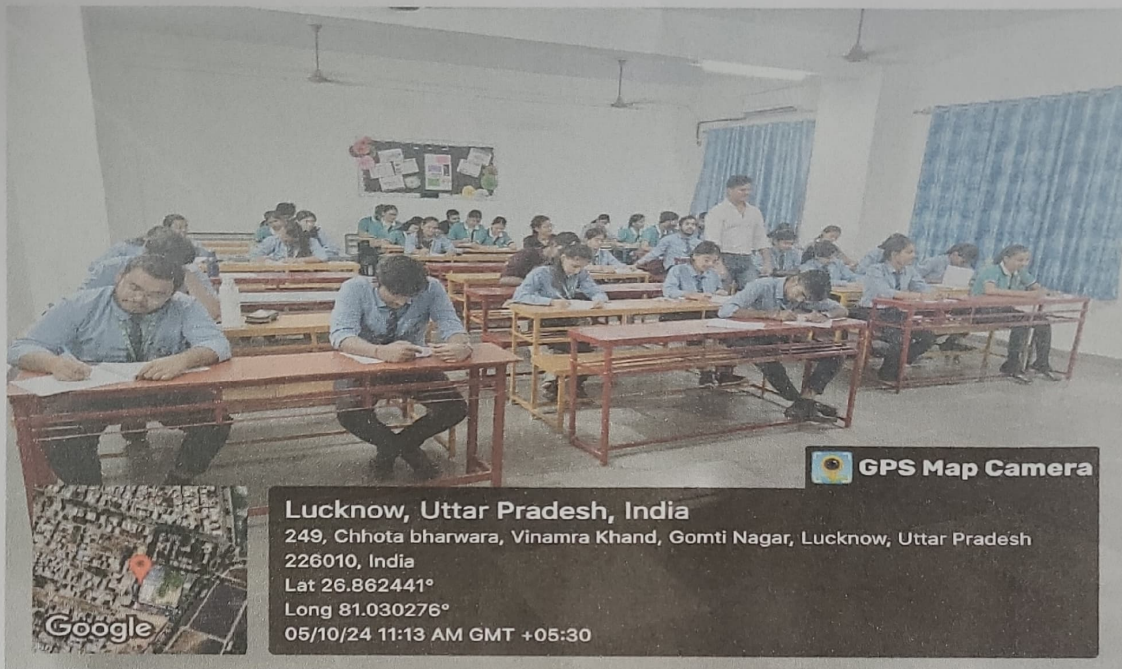 GPS Map Camera
Lucknow, Uttar Pradesh, India
249, Chhota bharwara, Vinamra Khand, Gomti Nagar, Lucknow, Uttar Pradesh
226010, India
Lat 26.862441°
Long 81.030276°
05/10/24 11:13 AM GMT +05:30
Google